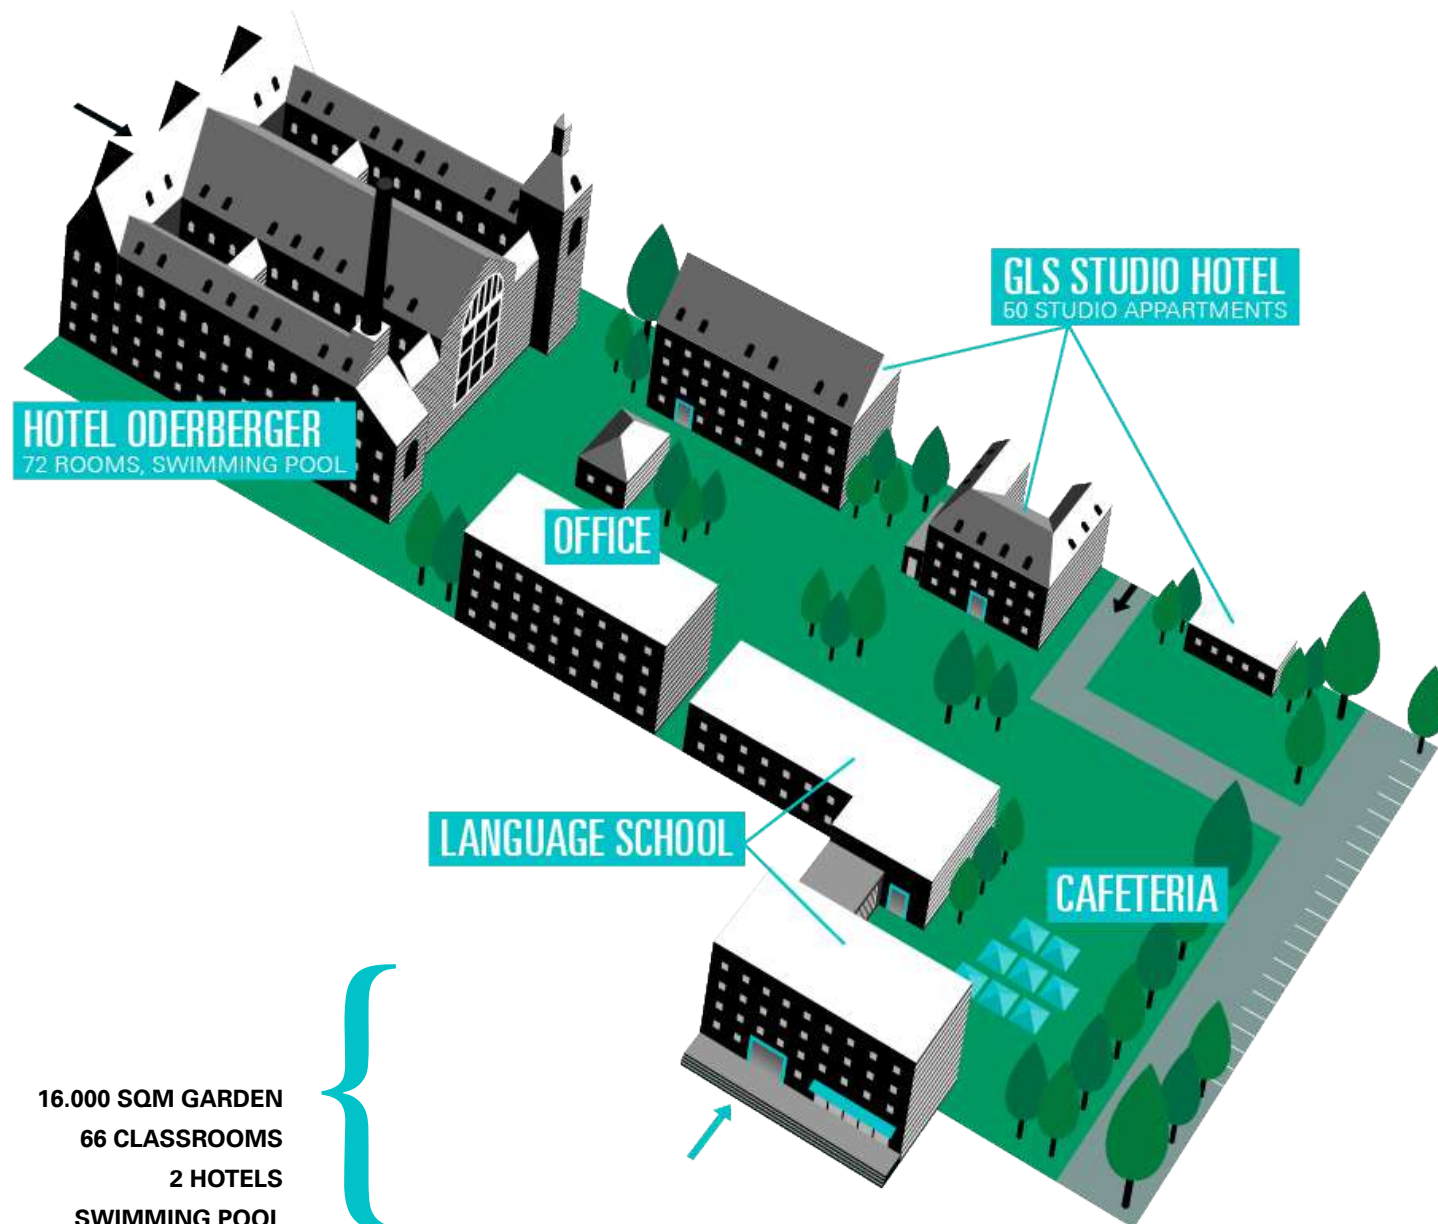 GLS STUDIO HOTEL
50 STUDIO APPARTMENTS
HOTEL ODERBERGER
72 ROOMS, SWIMMING POOL
OFFICE
LANGUAGE SCHOOL
CAFETERIA
16.000 SQM GARDEN
66 CLASSROOMS
2 HOTELS
SWIMMING POOL